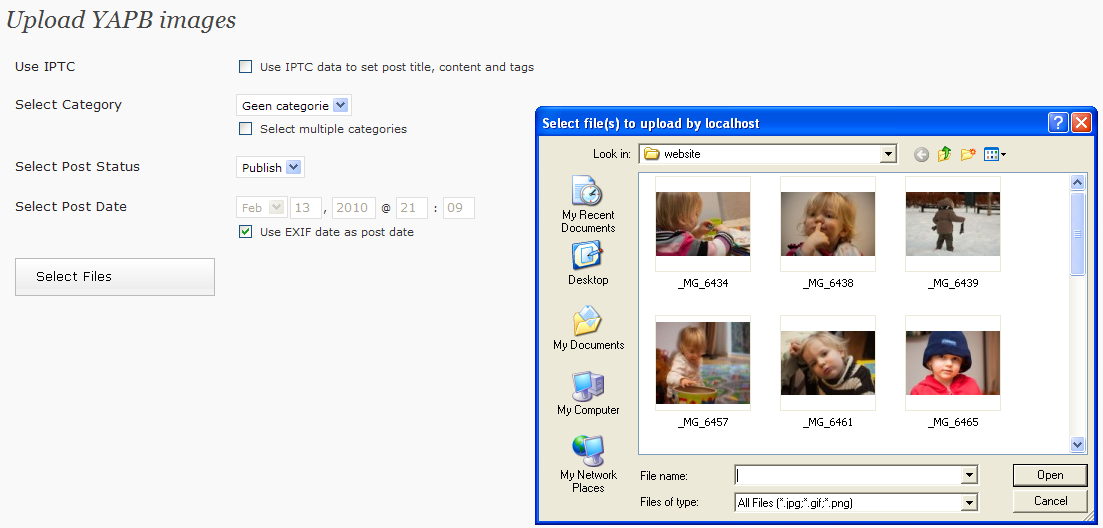 Upload YAPB images
Use IPTC
Use IPTC data to set post title, content and tags
Select Category
Geen categorie
Select multiple categories
Select Post Status
Publish
Select Post Date
Feb 13 , 2010 @ 21 : 09
Use EXIF date as post date
Select Files
Select file(s) to upload by localhost
Look in: website
My Recent
Documents
Desktop
My Documents
My Computer
My Network
Places
_MG_6434
_MG_6438
_MG_6439
_MG_6457
_MG_6461
_MG_6465
File name:
Open
Files of type: All Files (*.jpg;*.gif;*.png)
Cancel